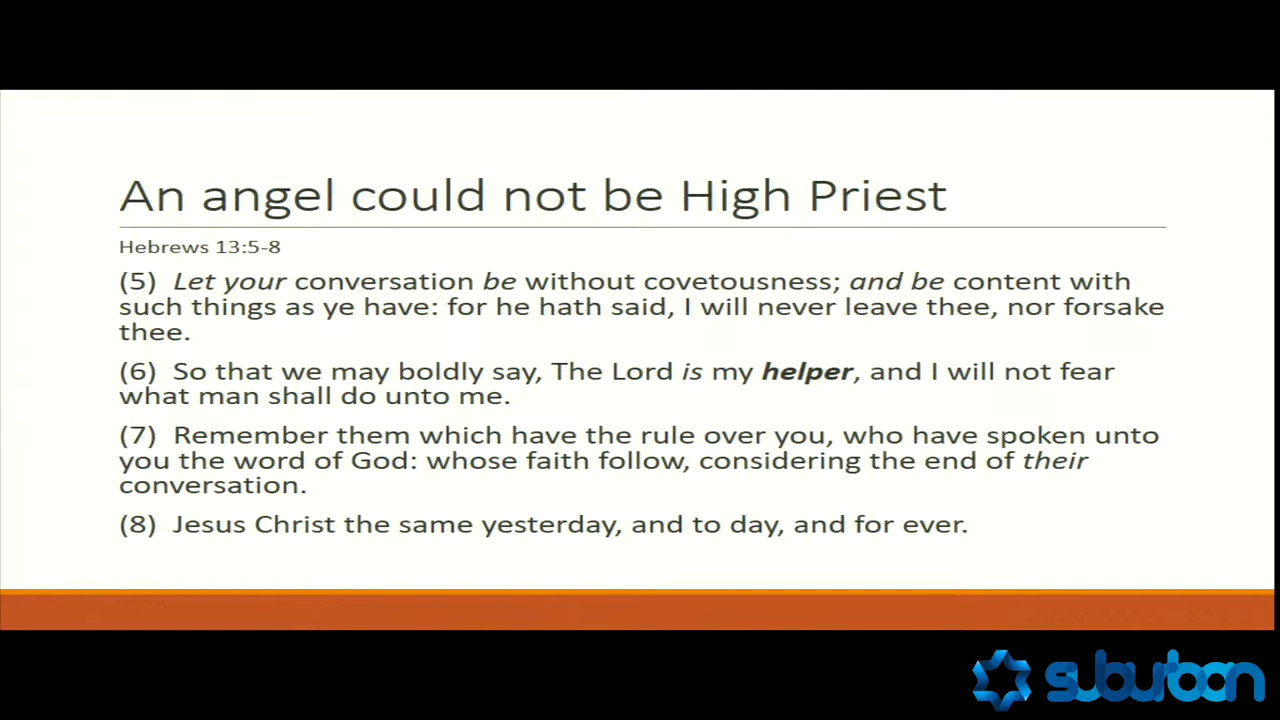 An angel could not be High Priest
Hebrews 13:5-8
(5) Let your conversation be without covetousness; and be content with
such things as ye have: for he hath said, I will never leave thee, nor forsake
thee.
(6) So that we may boldly say, The Lord is my helper, and I will not fear
what man shall do unto me.
(7) Remember them which have the rule over you, who have spoken unto
you the word of God: whose faith follow, considering the end of their
conversation.
(8) Jesus Christ the same yesterday, and to day, and for ever.
suburban